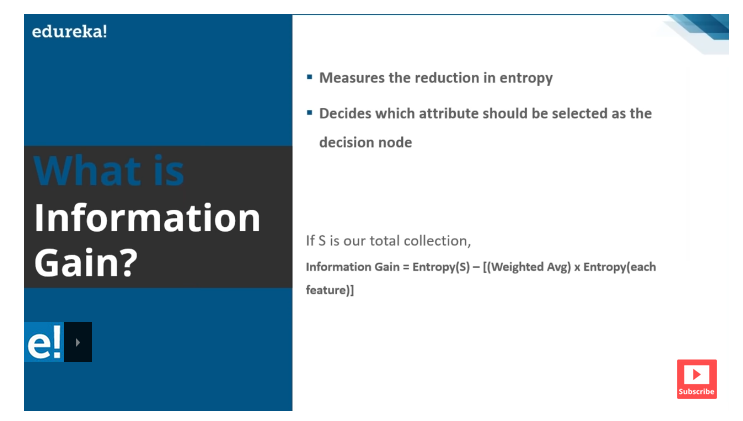 edureka!
What is
Information
Gain?
e!
▪ Measures the reduction in entropy
▪ Decides which attribute should be selected as the
decision node
If S is our total collection,
Information Gain = Entropy(S) – [(Weighted Avg) x Entropy(each
feature)]
Subscribe